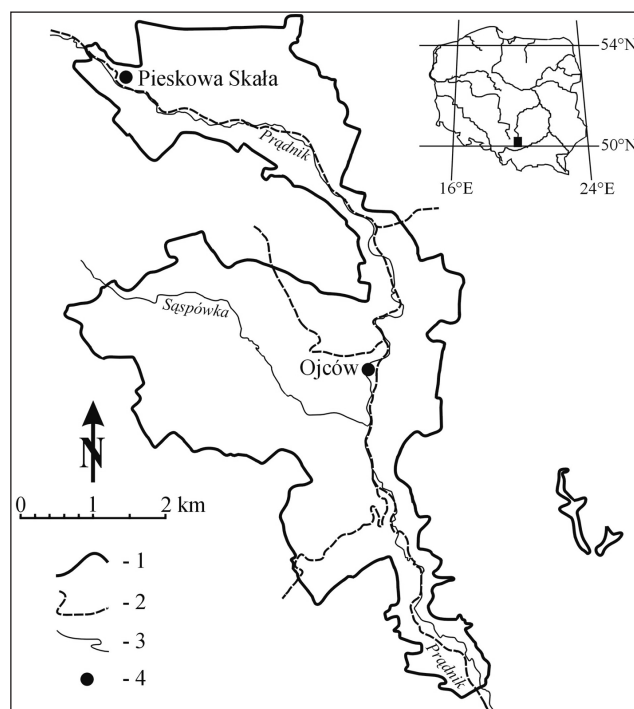 54°N
Pieskowa Skała
Prądnik
50°N
16°E
24°E
Sąspówka
Ojców
N
0 1 2 km
- 1
- 2
- 3
- 4
Prądnik